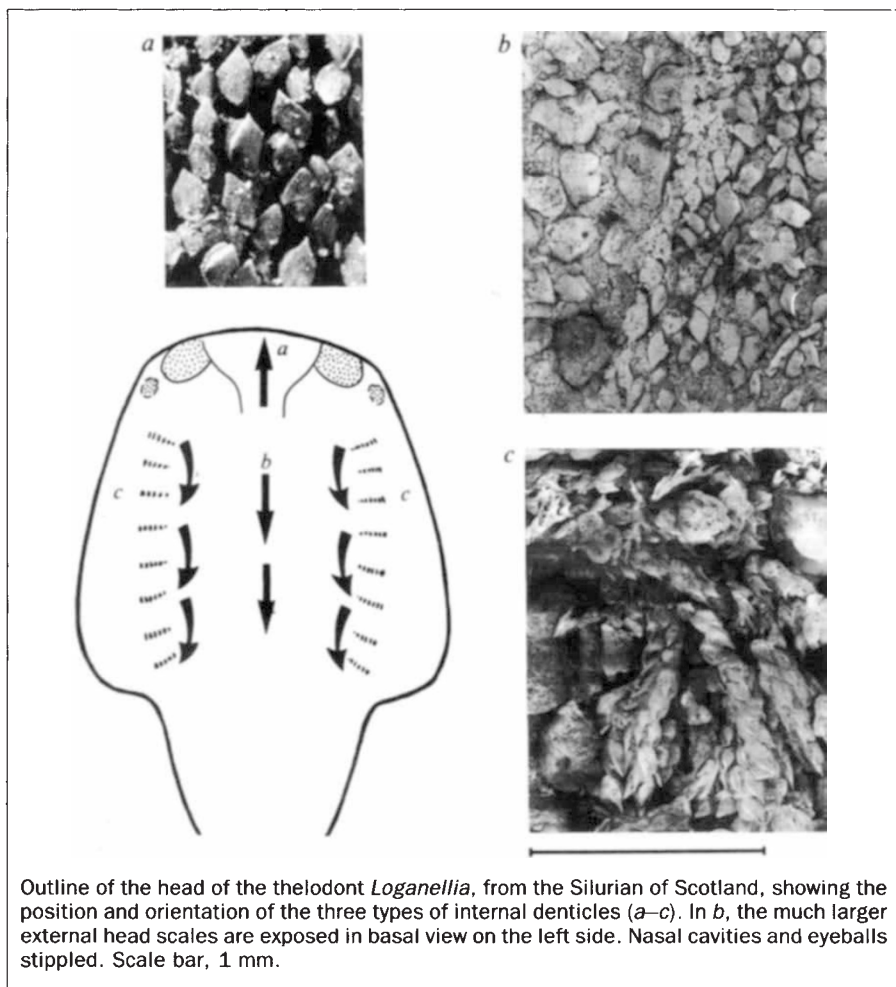 a
b
a
b
c
c
c
Outline of the head of the thelodont Loganellia, from the Silurian of Scotland, showing the
position and orientation of the three types of internal denticles (a–c). In b, the much larger
external head scales are exposed in basal view on the left side. Nasal cavities and eyeballs
stippled. Scale bar, 1 mm.